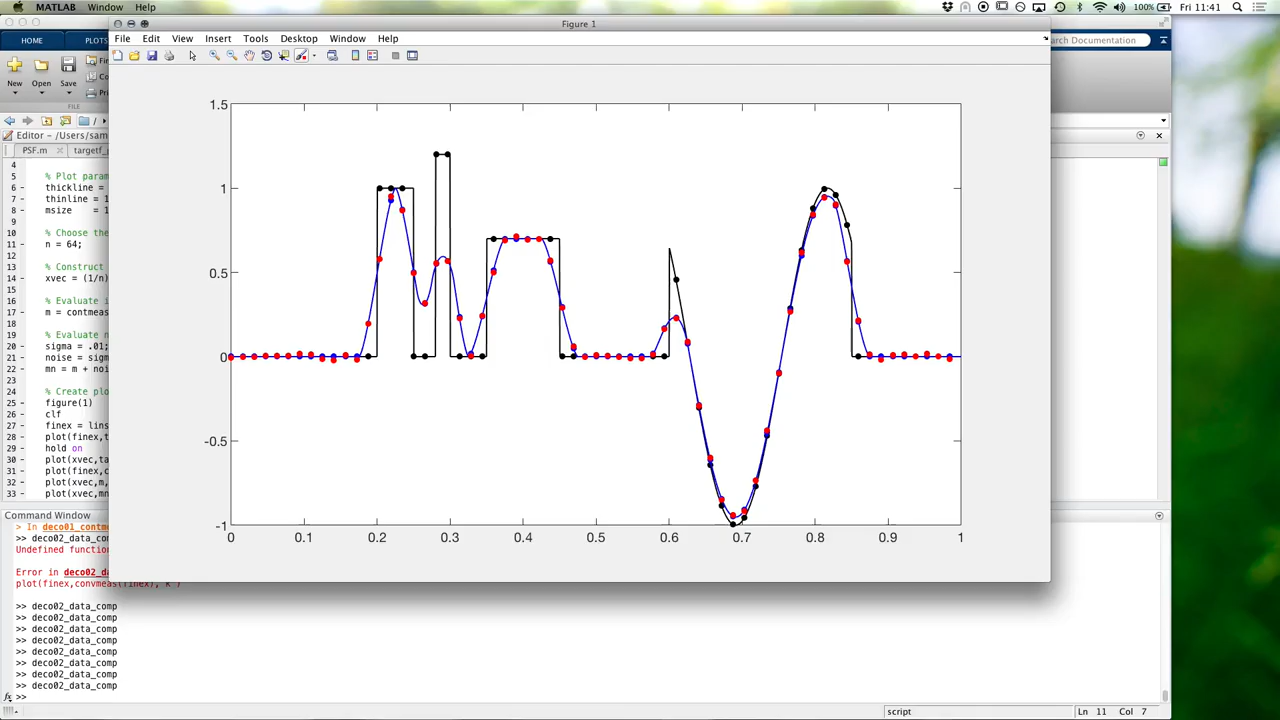 MATLAB Window Help
100% Fri 11:41
Figure 1
HOME PLOTS
Search Documentation
File Edit View Insert Tools Desktop Window Help
New Open Save
FILE
Editor - /Users/sam
PSF.m targetf_
4
5 % Plot param
6 - thickline =
7 - thinline = 1
8 - msize = 10
9
10 % Choose the
11 - n = 64;
12
13 % Construct
14 - xvec = (1/n)
15
16 % Evaluate i
17 - m = contmeas
18
19 % Evaluate n
20 - sigma = .01;
21 - noise = sigm
22 - mn = m + noi
23
24 % Create plo
25 - figure(1)
26 - clf
27 - finex = lins
28 - plot(finex,t
29 - hold on
30 - plot(xvec,ta
31 - plot(finex,c
32 - plot(xvec,m,
33 - plot(xvec,mn
1.5
1
0.5
0
-0.5
-1
0 0.1 0.2 0.3 0.4 0.5 0.6 0.7 0.8 0.9 1
Command Window
> In deco01_contm
>> deco02_data_com
Undefined function
Error in deco02_da
plot(finex,convmeas(finex),'k')
>> deco02_data_comp
>> deco02_data_comp
>> deco02_data_comp
>> deco02_data_comp
>> deco02_data_comp
>> deco02_data_comp
>> deco02_data_comp
>> deco02_data_comp
fx >>
script Ln 11 Col 7